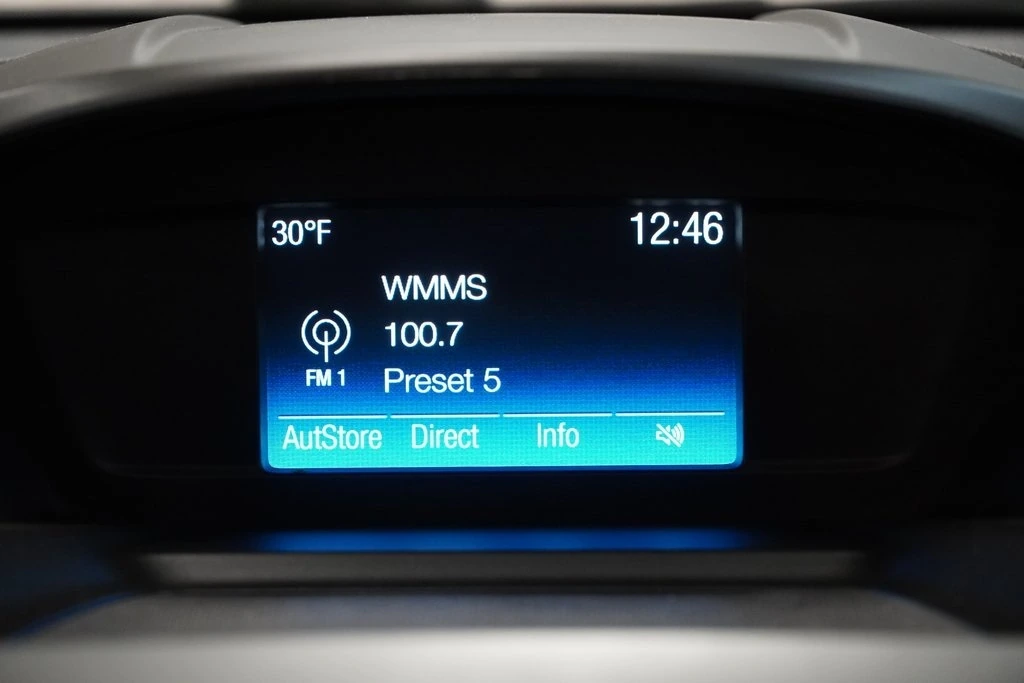 30°F 12:46
WMMS
100.7
FM 1
Preset 5
AutStore Direct Info